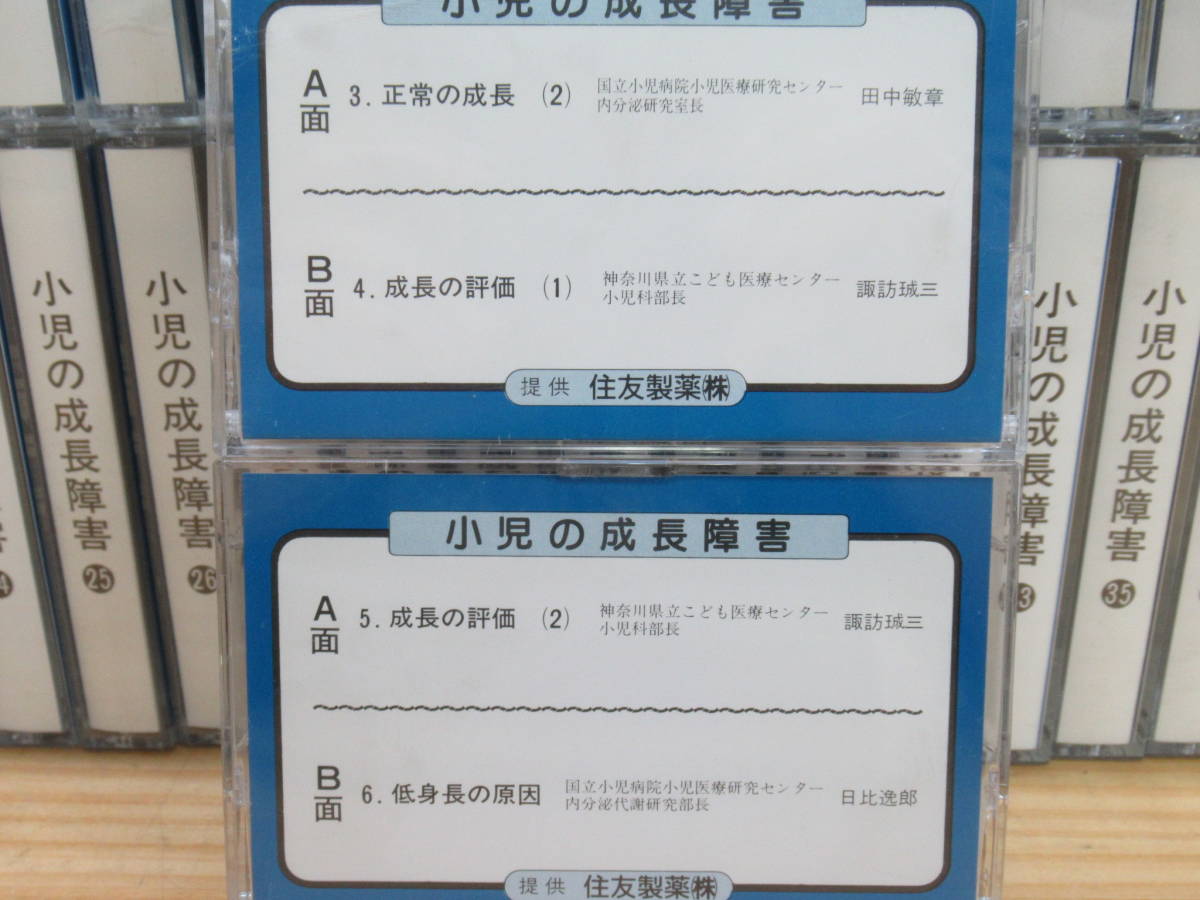 小児の成長障害
A面 3. 正常の成長 (2) 国立小児病院小児医療研究センター 田中敏章
内分泌研究室長
B面 4. 成長の評価 (1) 神奈川県立こども医療センター 諏訪珹三
小児科部長
提供 住友製薬㈱
小児の成長障害
A面 5. 成長の評価 (2) 神奈川県立こども医療センター 諏訪珹三
小児科部長
B面 6. 低身長の原因 国立小児病院小児医療研究センター 日比逸郎
内分泌代謝研究部長
提供 住友製薬㈱
小児の成長障害 ㉕
小児の成長障害 ㉖
小児の成長障害
小児の成長障害 ㉟